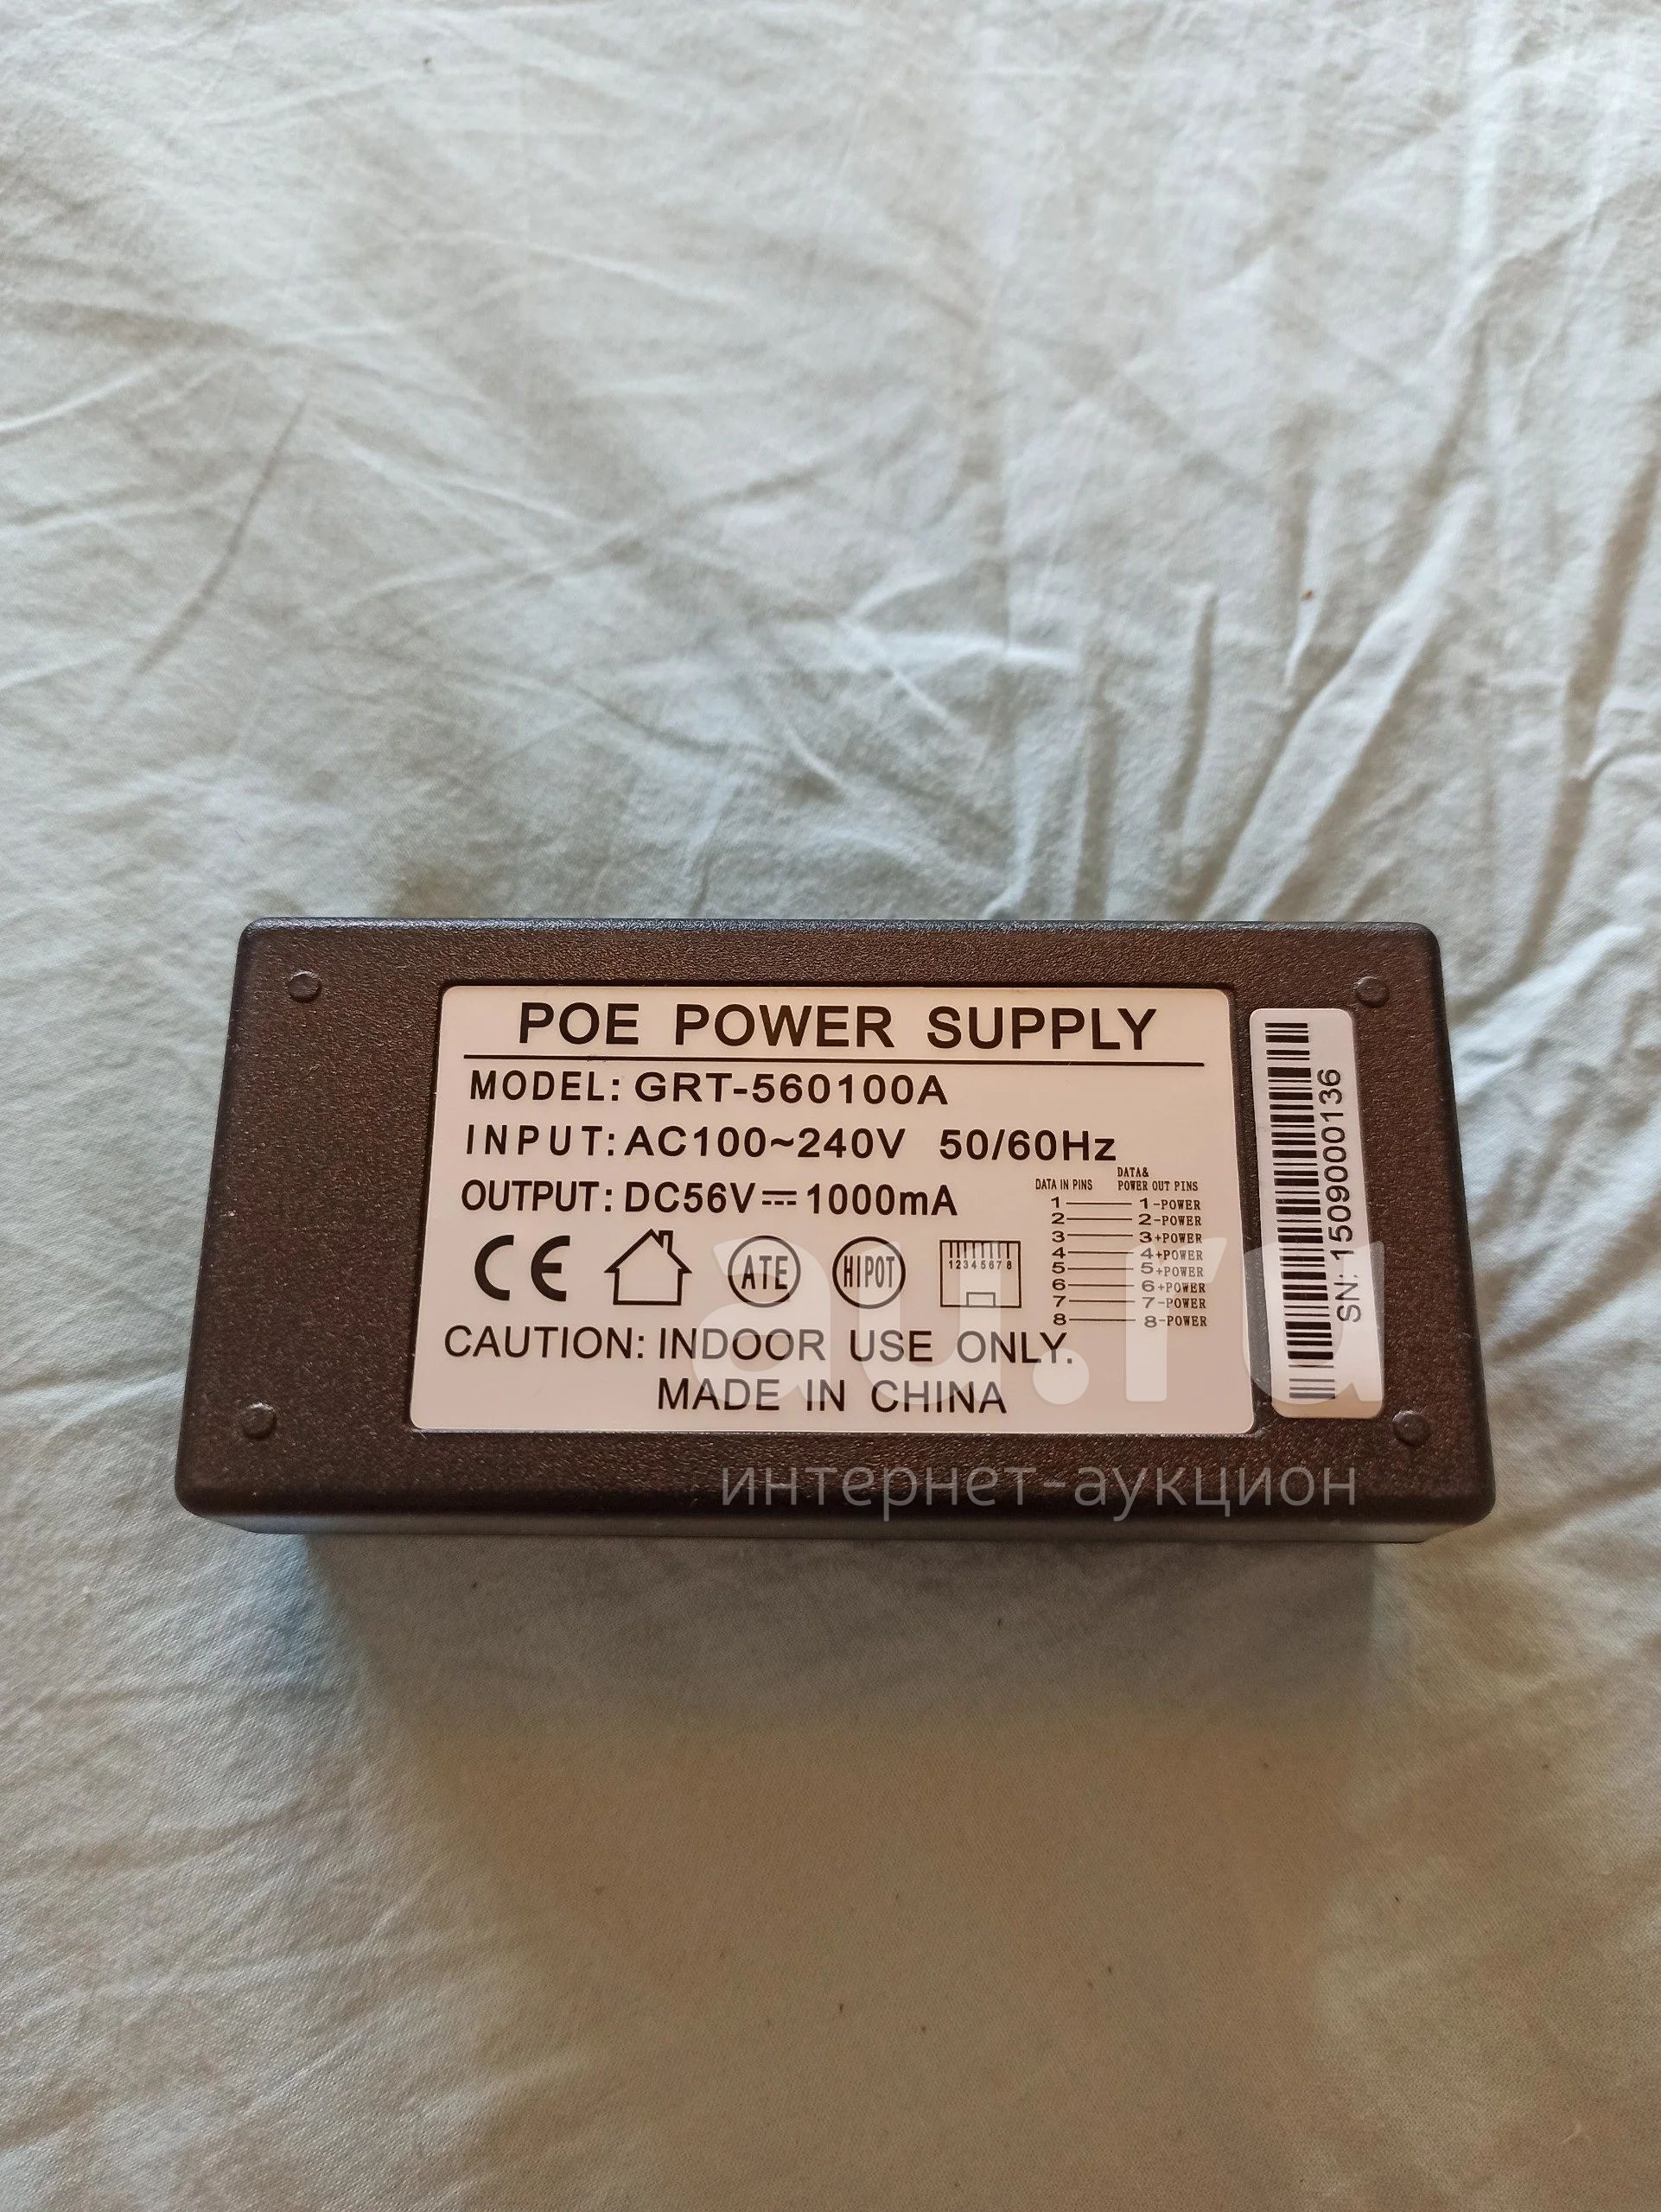 POE POWER SUPPLY
MODEL: GRT-560100A
INPUT: AC100~240V 50/60Hz
OUTPUT: DC56V⎓1000mA
DATA IN PINS
DATA&
POWER OUT PINS
1 1-POWER
2 2-POWER
3 3+POWER
4 4+POWER
5 5+POWER
6 6+POWER
7 7-POWER
8 8-POWER
CE ATE HIPOT 12345678
CAUTION: INDOOR USE ONLY.
MADE IN CHINA
SN: 1509000136
au.ru
интернет-аукцион